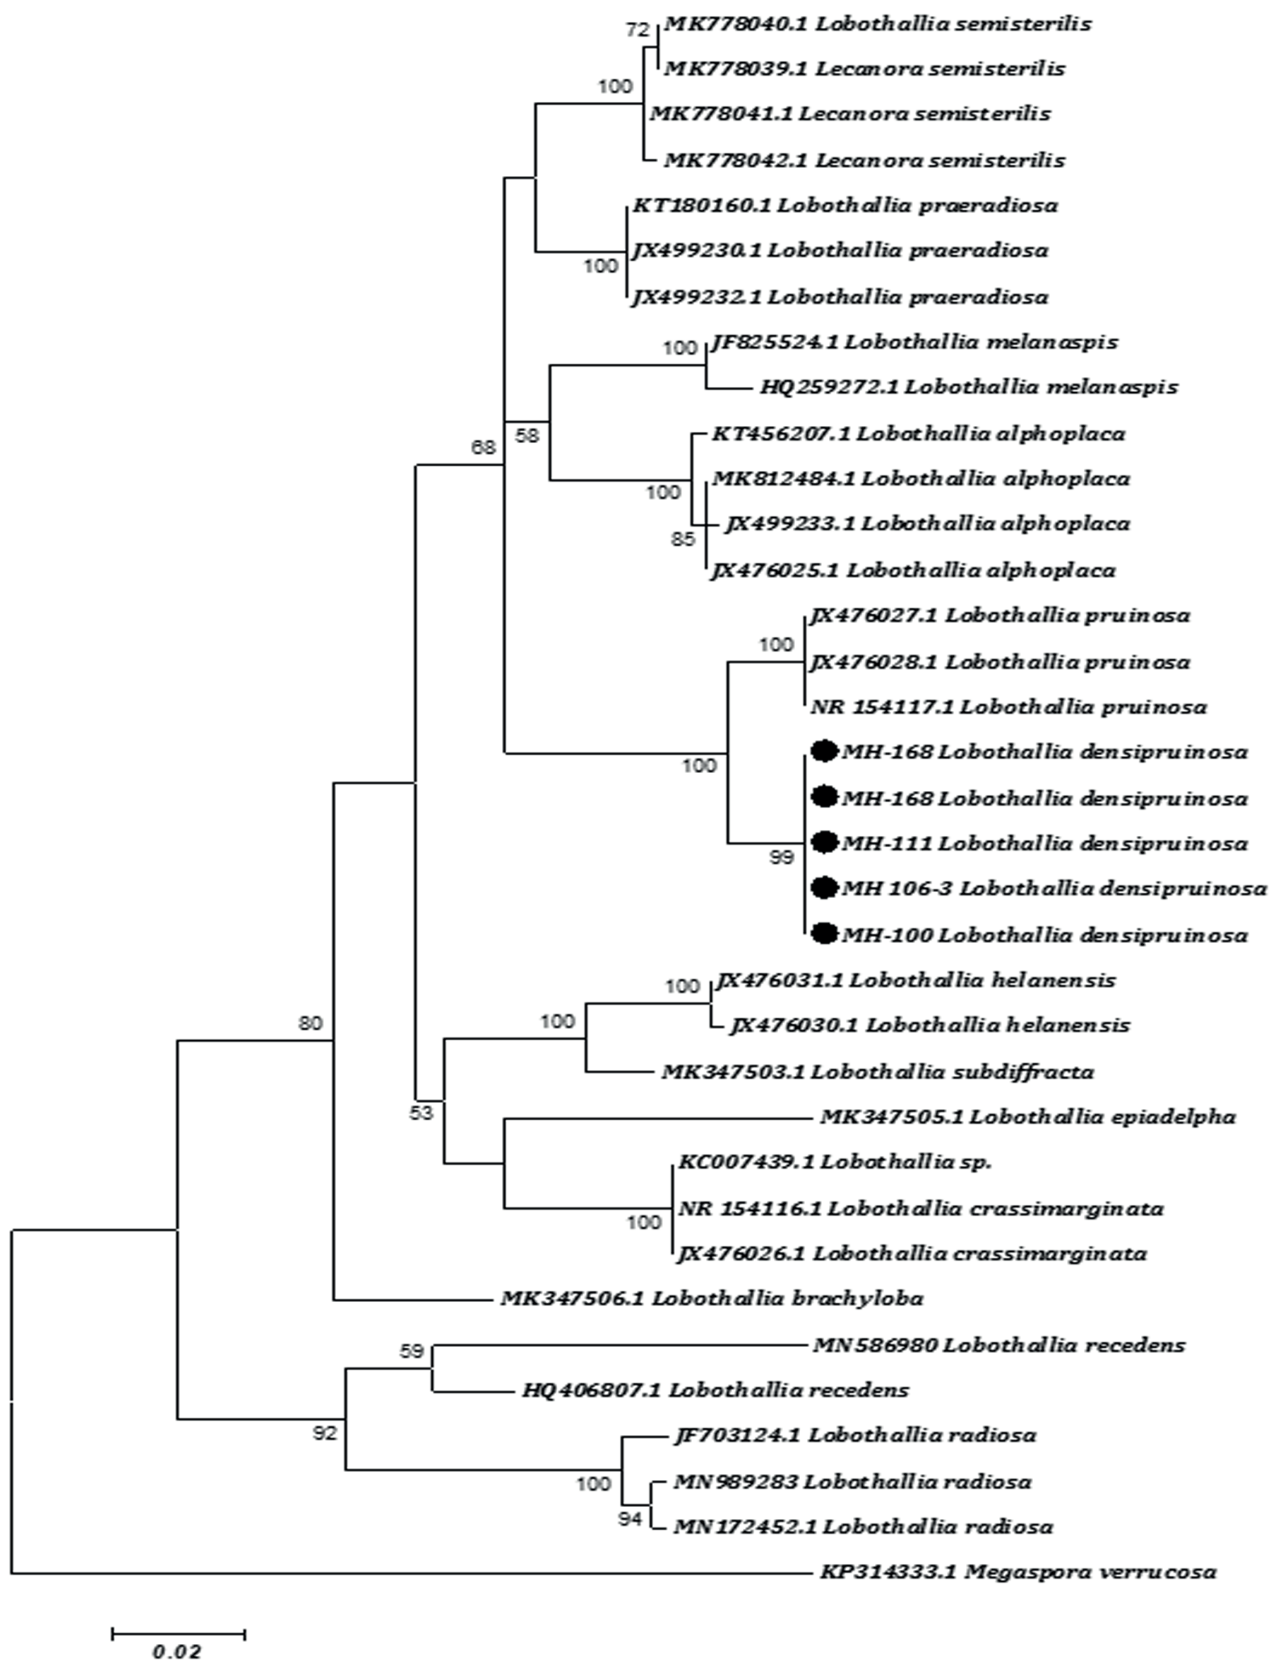 72
MK778040.1 Lobothallia semisterilis
MK778039.1 Lecanora semisterilis
100
MK778041.1 Lecanora semisterilis
MK778042.1 Lecanora semisterilis
KT180160.1 Lobothallia praeradiosa
JX499230.1 Lobothallia praeradiosa
100
JX499232.1 Lobothallia praeradiosa
100
JF825524.1 Lobothallia melanaspis
HQ259272.1 Lobothallia melanaspis
68
58
KT456207.1 Lobothallia alphoplaca
MK812484.1 Lobothallia alphoplaca
100
JX499233.1 Lobothallia alphoplaca
85
JX476025.1 Lobothallia alphoplaca
JX476027.1 Lobothallia pruinosa
100
JX476028.1 Lobothallia pruinosa
NR 154117.1 Lobothallia pruinosa
100
MH-168 Lobothallia densipruinosa
MH-168 Lobothallia densipruinosa
MH-111 Lobothallia densipruinosa
99
MH 106-3 Lobothallia densipruinosa
MH-100 Lobothallia densipruinosa
100
JX476031.1 Lobothallia helanensis
80
100
JX476030.1 Lobothallia helanensis
MK347503.1 Lobothallia subdiffracta
53
MK347505.1 Lobothallia epiadelpha
KC007439.1 Lobothallia sp.
NR 154116.1 Lobothallia crassimarginata
100
JX476026.1 Lobothallia crassimarginata
MK347506.1 Lobothallia brachyloba
59
MN586980 Lobothallia recedens
HQ406807.1 Lobothallia recedens
92
JF703124.1 Lobothallia radiosa
100
MN989283 Lobothallia radiosa
94
MN172452.1 Lobothallia radiosa
KP314333.1 Megaspora verrucosa
0.02